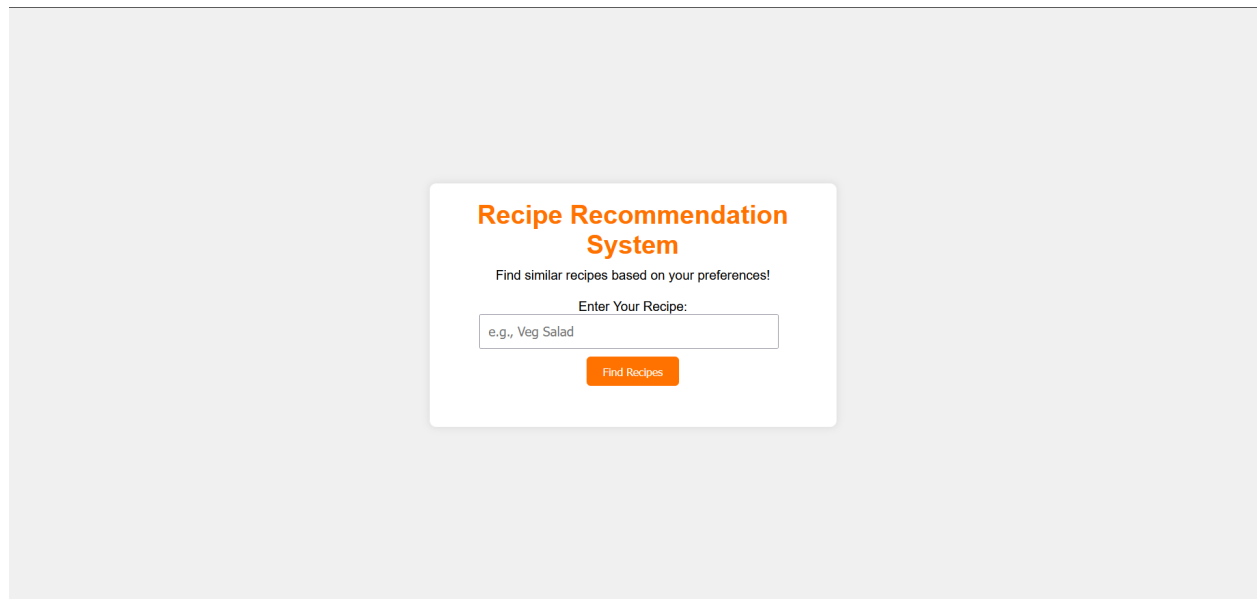 Recipe Recommendation
System
Find similar recipes based on your preferences!
Enter Your Recipe:
e.g., Veg Salad
Find Recipes